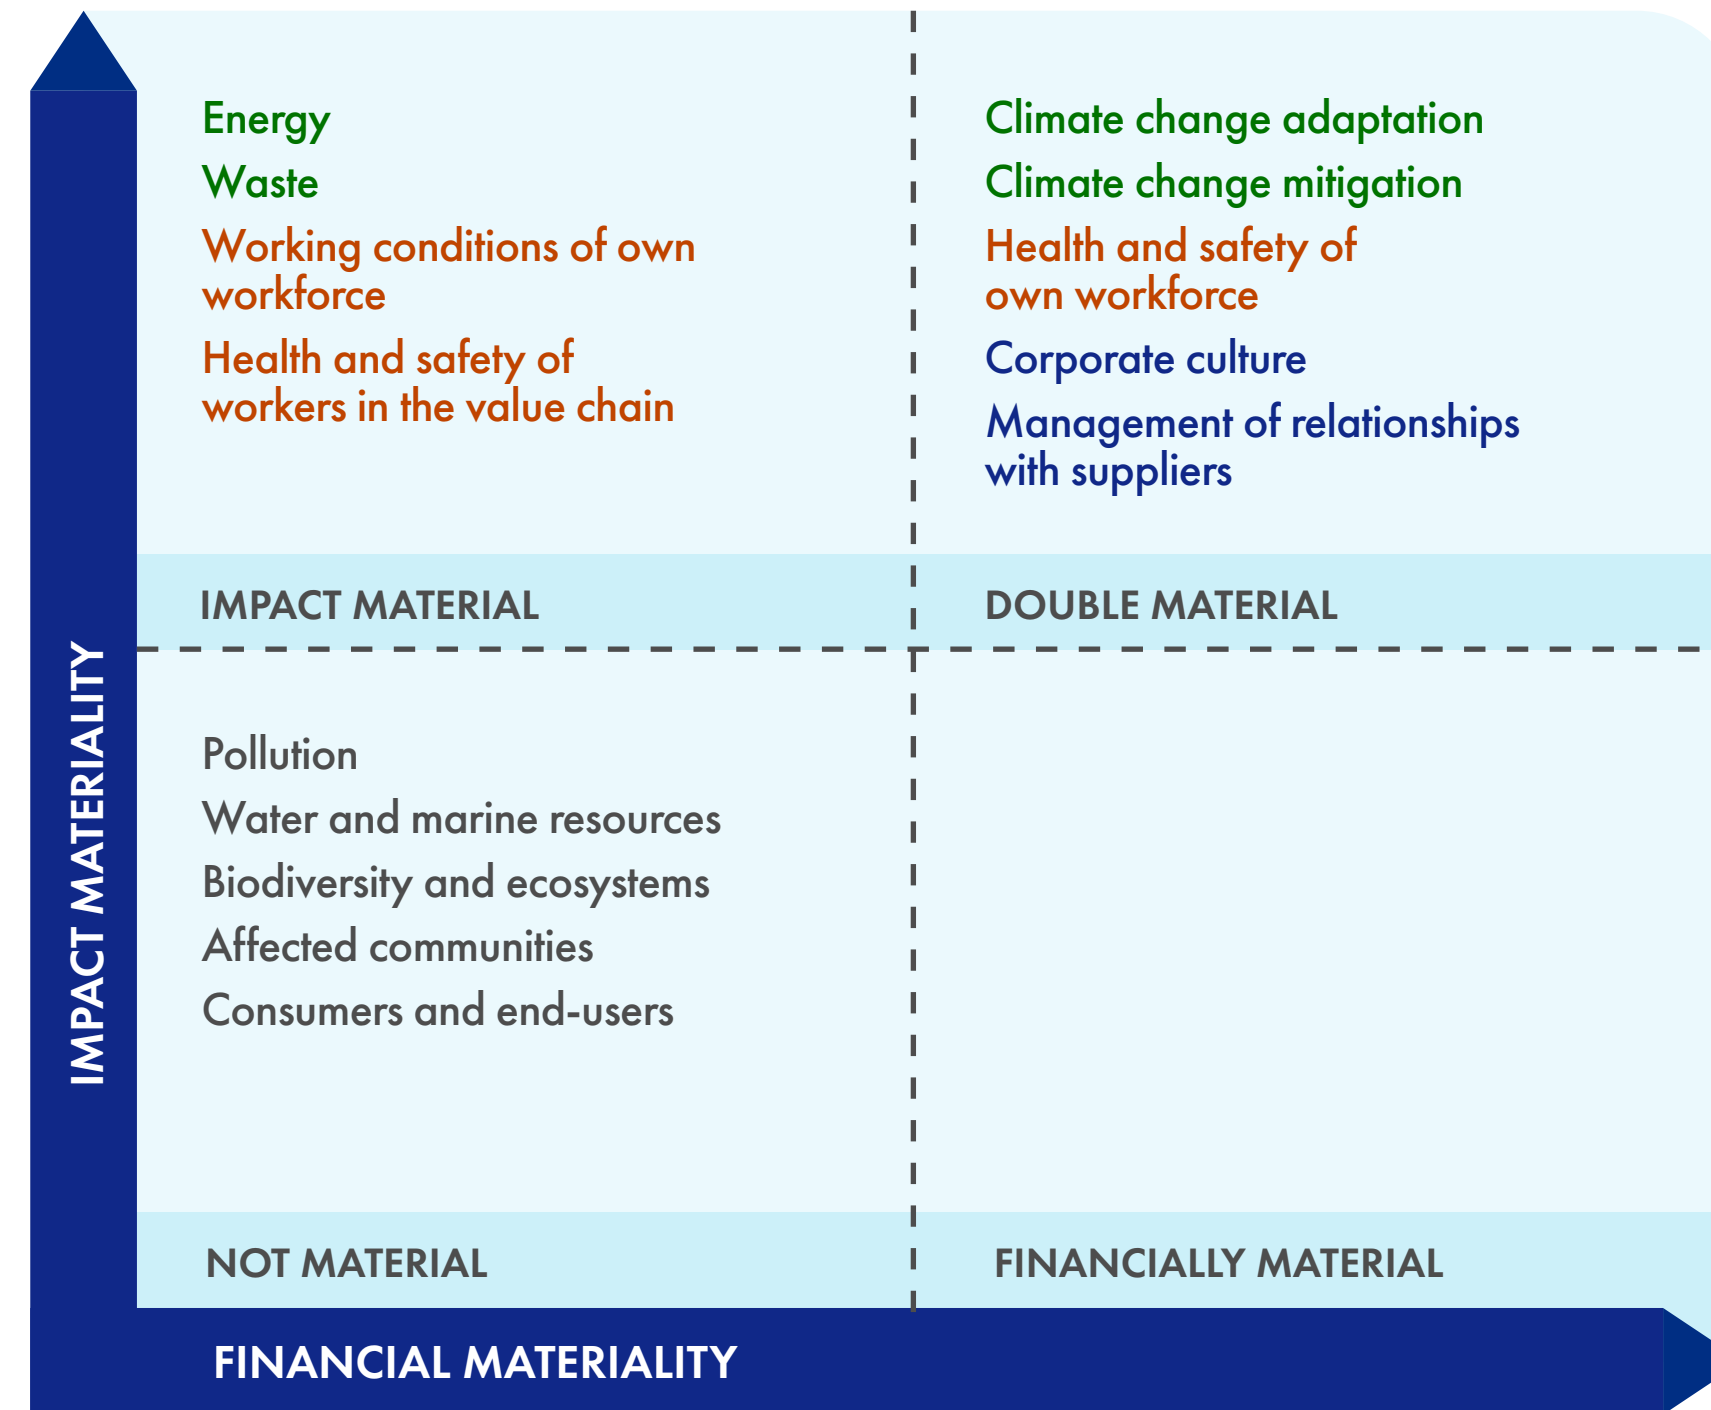 Energy
Waste
Working conditions of own
workforce
Health and safety of
workers in the value chain
IMPACT MATERIAL
Climate change adaptation
Climate change mitigation
Health and safety of
own workforce
Corporate culture
Management of relationships
with suppliers
DOUBLE MATERIAL
IMPACT MATERIALITY
Pollution
Water and marine resources
Biodiversity and ecosystems
Affected communities
Consumers and end-users
NOT MATERIAL
FINANCIALLY MATERIAL
FINANCIAL MATERIALITY